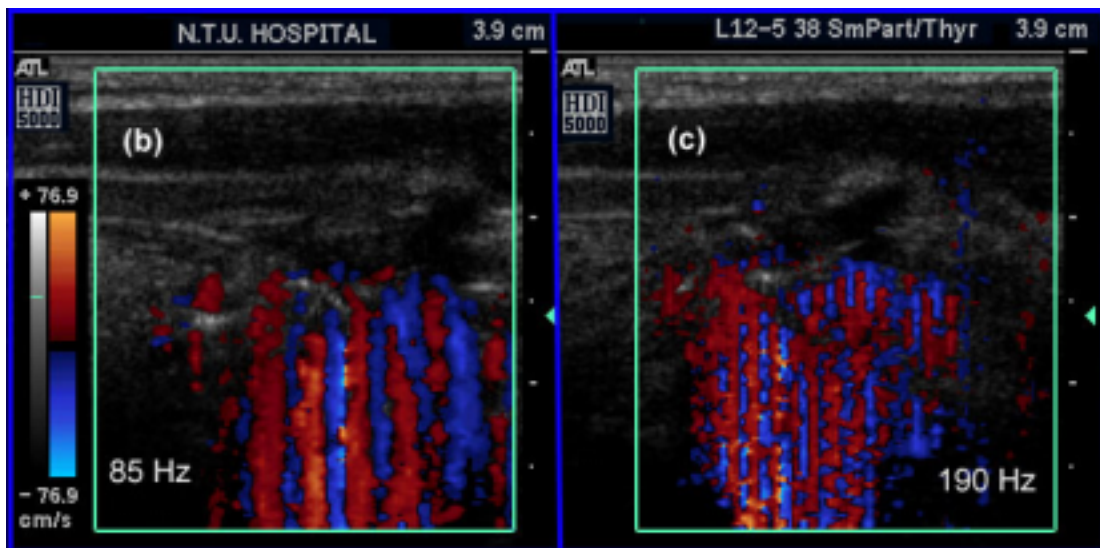 N.T.U. HOSPITAL
3.9 cm
L12-5 38 SmPart/Thyr
3.9 cm
ATL
HDI
5000
(b)
+ 76.9
- 76.9
cm/s
85 Hz
ATL
HDI
5000
(c)
190 Hz